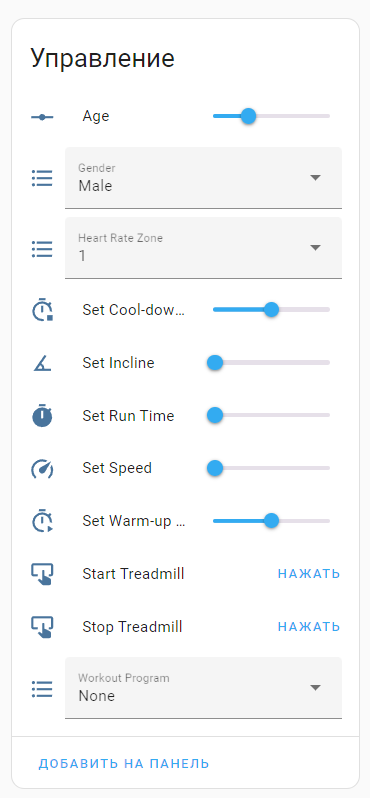 Управление
Age
Gender
Male
Heart Rate Zone
1
Set Cool-dow…
Set Incline
Set Run Time
Set Speed
Set Warm-up …
Start Treadmill НАЖАТЬ
Stop Treadmill НАЖАТЬ
Workout Program
None
ДОБАВИТЬ НА ПАНЕЛЬ